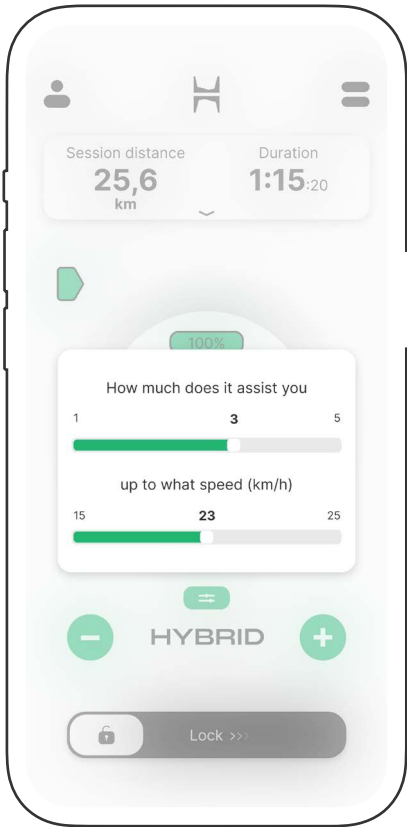 Session distance
Duration
25,6
km
1:15:20
100%
How much does it assist you
1
3
5
up to what speed (km/h)
15
23
25
HYBRID
Lock >>>